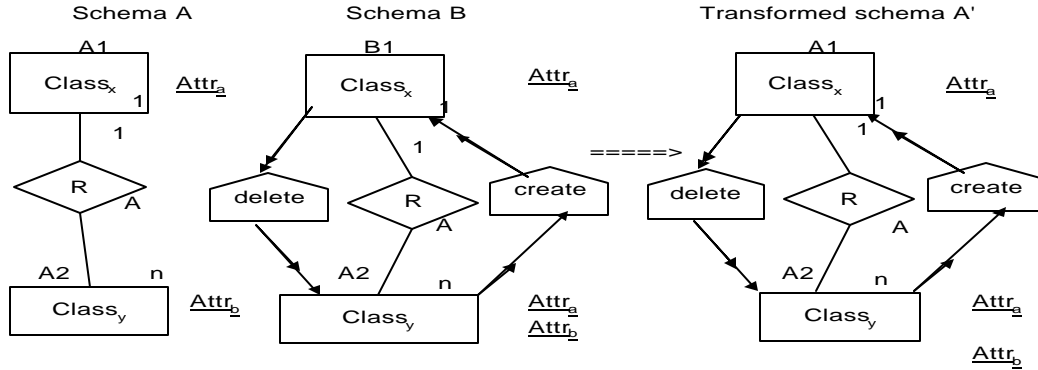 Schema A
Schema B
Transformed schema A'
A1
Classx
1
Attra
1
R
A
A2
n
Classy
Attrb
B1
Classx
1
Attra
1
delete
create
R
A
A2
n
Classy
Attra
Attrb
=====>
A1
Classx
1
Attra
1
delete
create
R
A
A2
n
Classy
Attra
Attrb